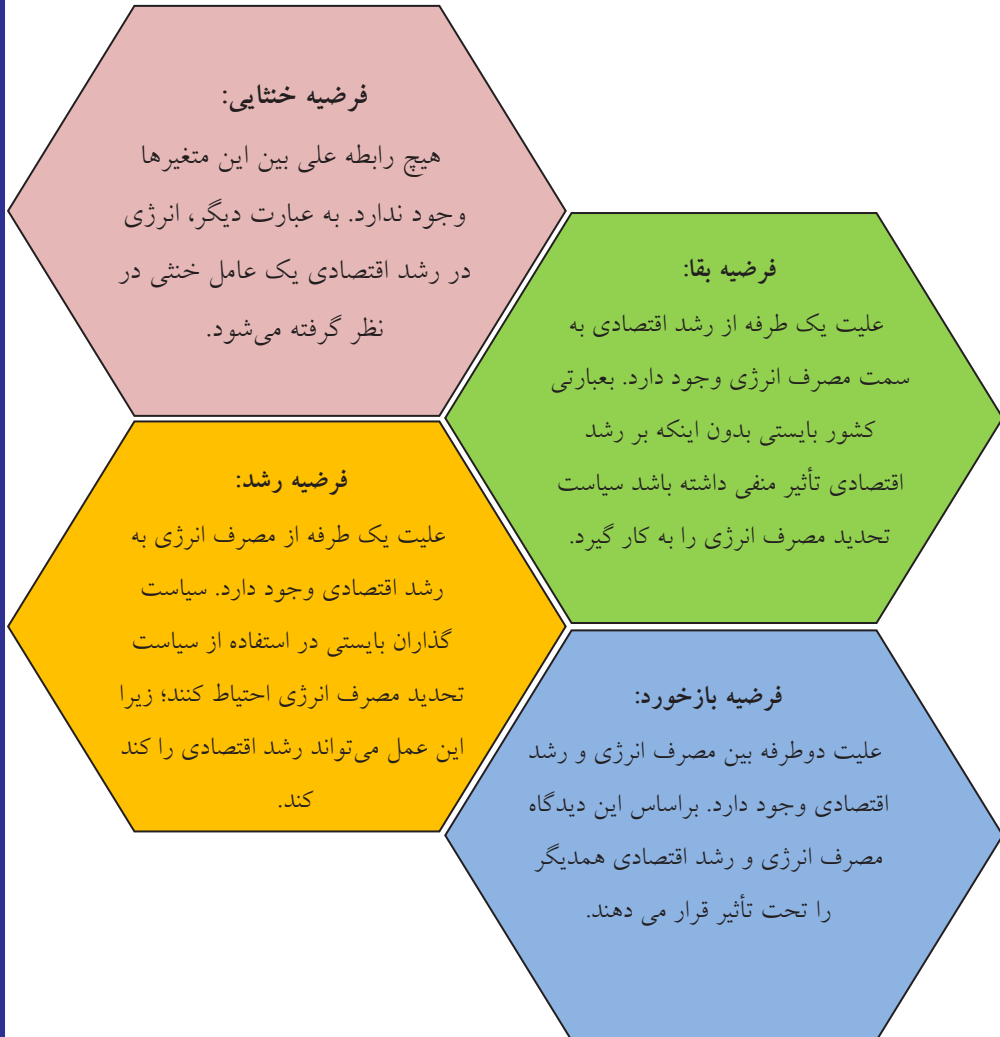 فرضیه خنثایی:
هیچ رابطه علی بین این متغیرها
وجود ندارد. به عبارت دیگر، انرژی
در رشد اقتصادی یک عامل خنثی در
نظر گرفته می‌شود.
فرضیه بقا:
علیت یک طرفه از رشد اقتصادی به
سمت مصرف انرژی وجود دارد. بعبارتی
کشور بایستی بدون اینکه بر رشد
اقتصادی تأثیر منفی داشته باشد سیاست
تحدید مصرف انرژی را به کار گیرد.
فرضیه رشد:
علیت یک طرفه از مصرف انرژی به
رشد اقتصادی وجود دارد. سیاست
گذاران بایستی در استفاده از سیاست
تحدید مصرف انرژی احتیاط کنند؛ زیرا
این عمل می‌تواند رشد اقتصادی را کند
کند.
فرضیه بازخورد:
علیت دوطرفه بین مصرف انرژی و رشد
اقتصادی وجود دارد. براساس این دیدگاه
مصرف انرژی و رشد اقتصادی همدیگر
را تحت تأثیر قرار می دهند.